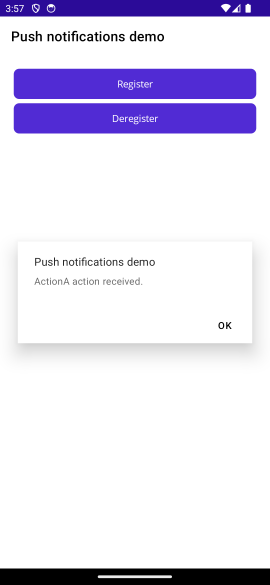 3:57
Push notifications demo
Register
Deregister
Push notifications demo
ActionA action received.
OK